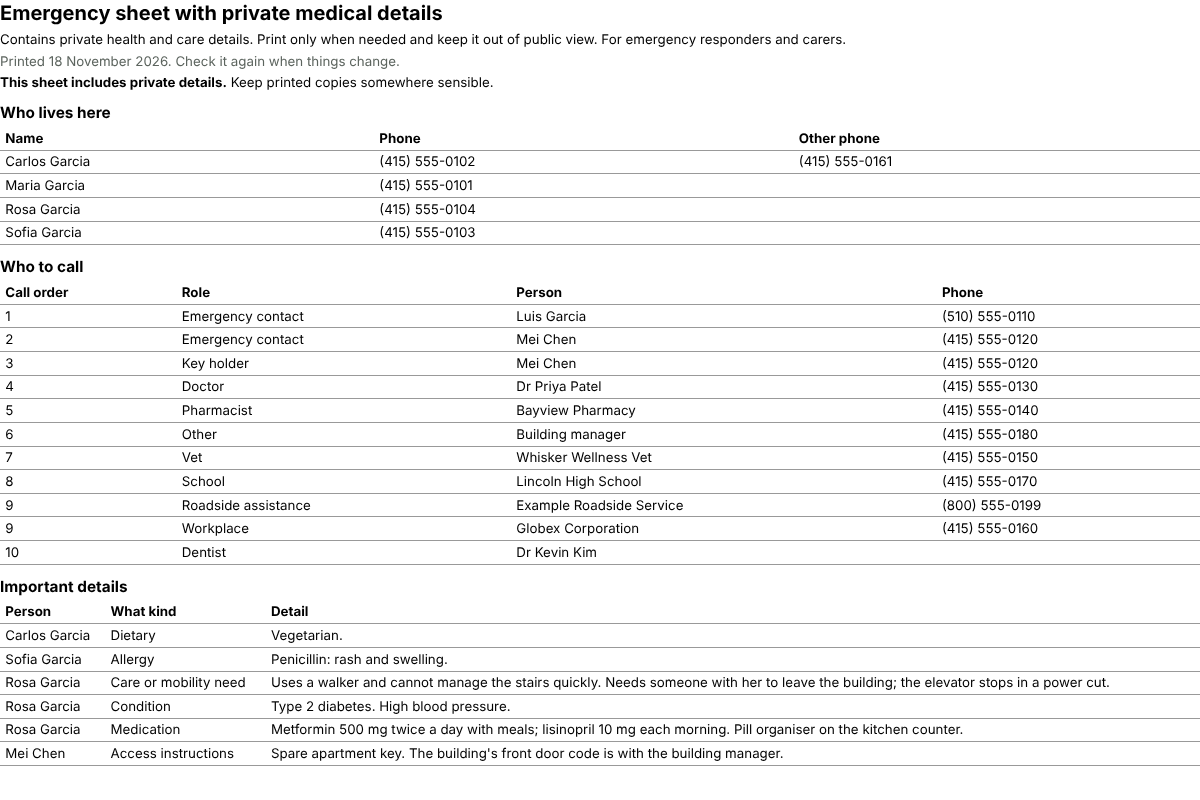 Emergency sheet with private medical details
Contains private health and care details. Print only when needed and keep it out of public view. For emergency responders and carers.
Printed 18 November 2026. Check it again when things change.
This sheet includes private details. Keep printed copies somewhere sensible.
Who lives here
Name Phone Other phone
Carlos Garcia (415) 555-0102 (415) 555-0161
Maria Garcia (415) 555-0101
Rosa Garcia (415) 555-0104
Sofia Garcia (415) 555-0103
Who to call
Call order Role Person Phone
1 Emergency contact Luis Garcia (510) 555-0110
2 Emergency contact Mei Chen (415) 555-0120
3 Key holder Mei Chen (415) 555-0120
4 Doctor Dr Priya Patel (415) 555-0130
5 Pharmacist Bayview Pharmacy (415) 555-0140
6 Other Building manager (415) 555-0180
7 Vet Whisker Wellness Vet (415) 555-0150
8 School Lincoln High School (415) 555-0170
9 Roadside assistance Example Roadside Service (800) 555-0199
9 Workplace Globex Corporation (415) 555-0160
10 Dentist Dr Kevin Kim
Important details
Person What kind Detail
Carlos Garcia Dietary Vegetarian.
Sofia Garcia Allergy Penicillin: rash and swelling.
Rosa Garcia Care or mobility need Uses a walker and cannot manage the stairs quickly. Needs someone with her to leave the building; the elevator stops in a power cut.
Rosa Garcia Condition Type 2 diabetes. High blood pressure.
Rosa Garcia Medication Metformin 500 mg twice a day with meals; lisinopril 10 mg each morning. Pill organiser on the kitchen counter.
Mei Chen Access instructions Spare apartment key. The building's front door code is with the building manager.